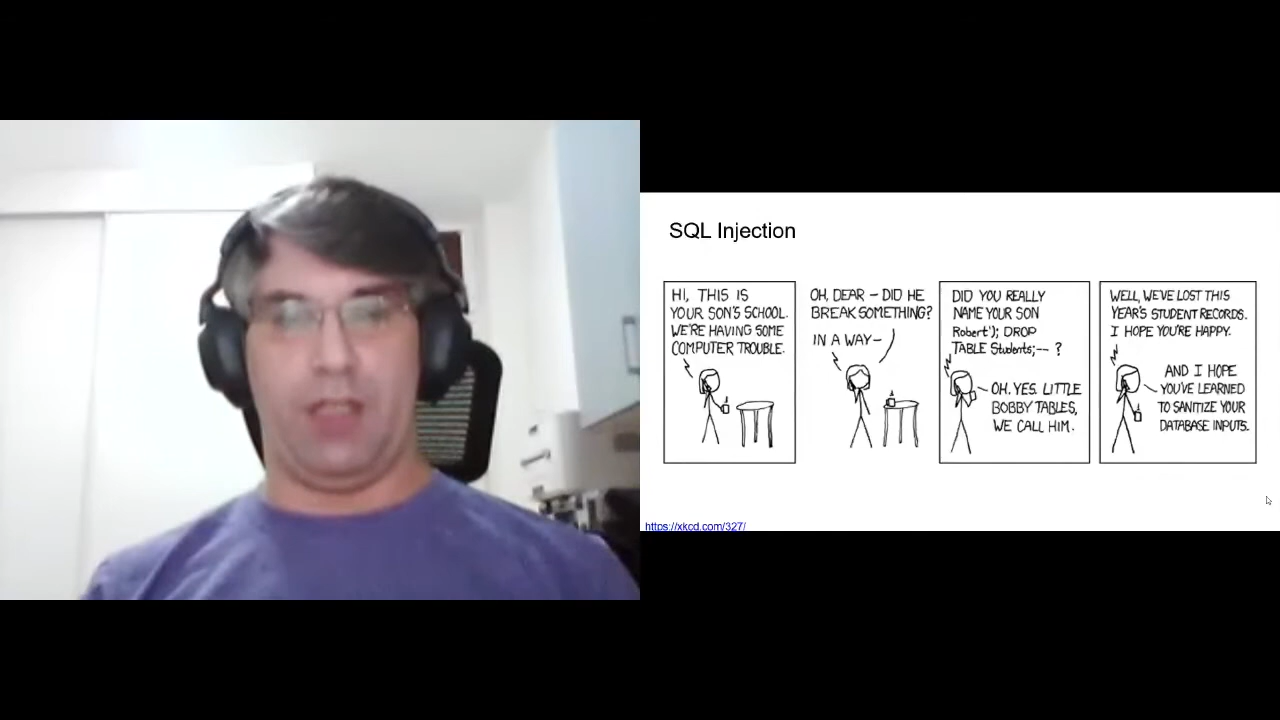 SQL Injection
HI, THIS IS
YOUR SON'S SCHOOL.
WE'RE HAVING SOME
COMPUTER TROUBLE.
OH, DEAR – DID HE
BREAK SOMETHING?
IN A WAY–
DID YOU REALLY
NAME YOUR SON
Robert'); DROP
TABLE Students;-- ?
OH. YES. LITTLE
BOBBY TABLES,
WE CALL HIM.
WELL, WE'VE LOST THIS
YEAR'S STUDENT RECORDS.
I HOPE YOU'RE HAPPY.
AND I HOPE
YOU'VE LEARNED
TO SANITIZE YOUR
DATABASE INPUTS.
https://xkcd.com/327/